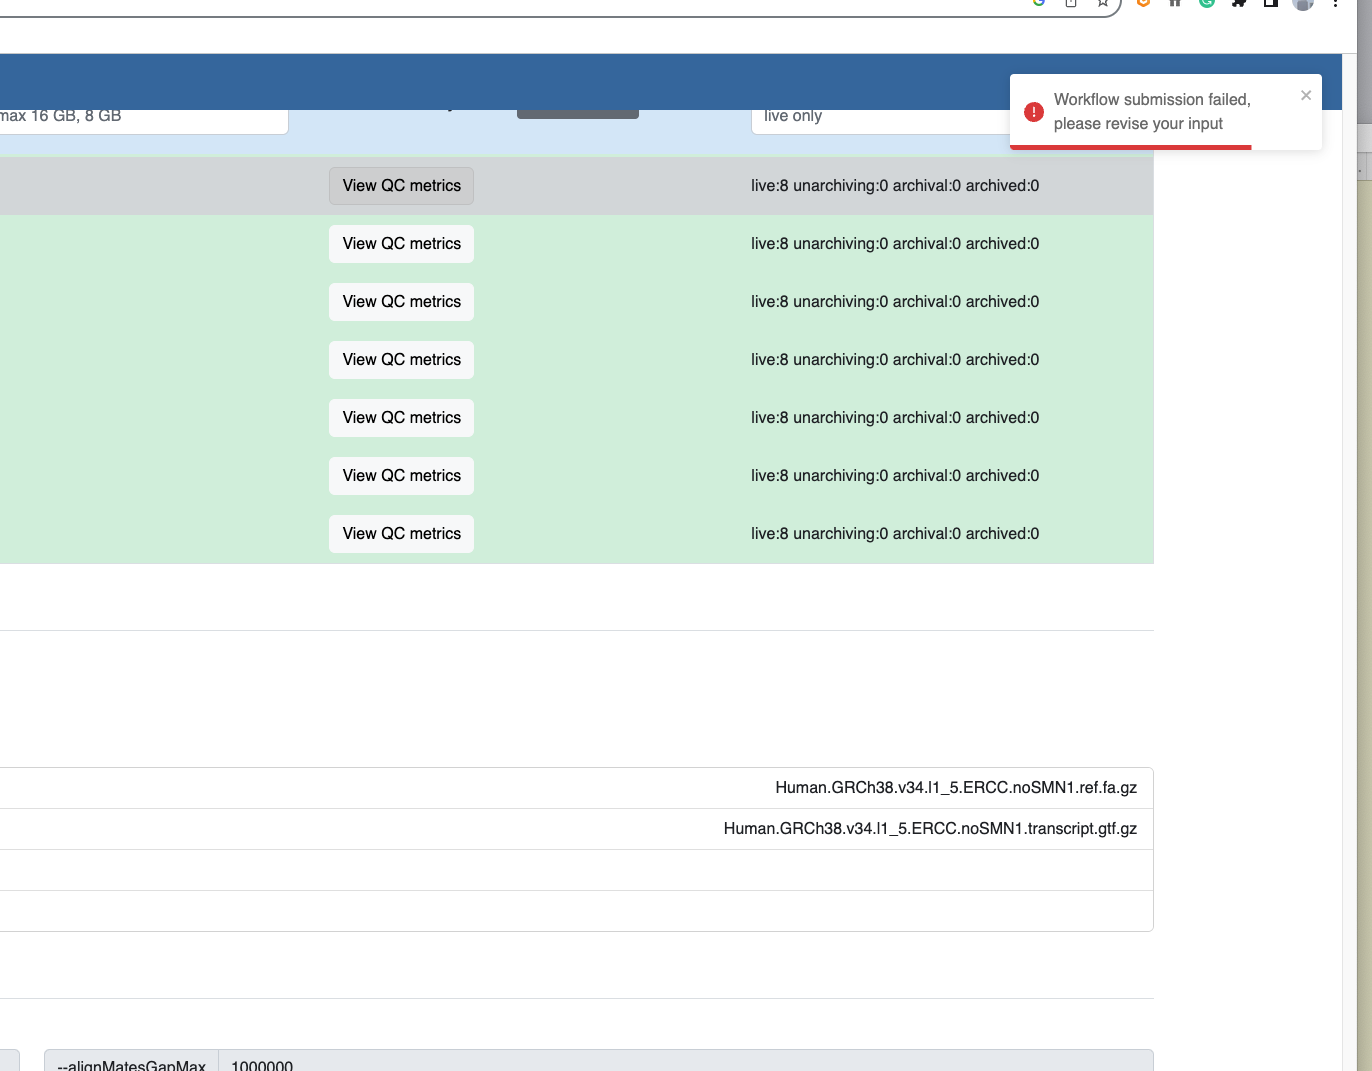 max 16 GB, 8 GB
live only
Workflow submission failed,
please revise your input
View QC metrics live:8 unarchiving:0 archival:0 archived:0
View QC metrics live:8 unarchiving:0 archival:0 archived:0
View QC metrics live:8 unarchiving:0 archival:0 archived:0
View QC metrics live:8 unarchiving:0 archival:0 archived:0
View QC metrics live:8 unarchiving:0 archival:0 archived:0
View QC metrics live:8 unarchiving:0 archival:0 archived:0
View QC metrics live:8 unarchiving:0 archival:0 archived:0
Human.GRCh38.v34.l1_5.ERCC.noSMN1.ref.fa.gz
Human.GRCh38.v34.l1_5.ERCC.noSMN1.transcript.gtf.gz
--alignMatesGapMax 1000000